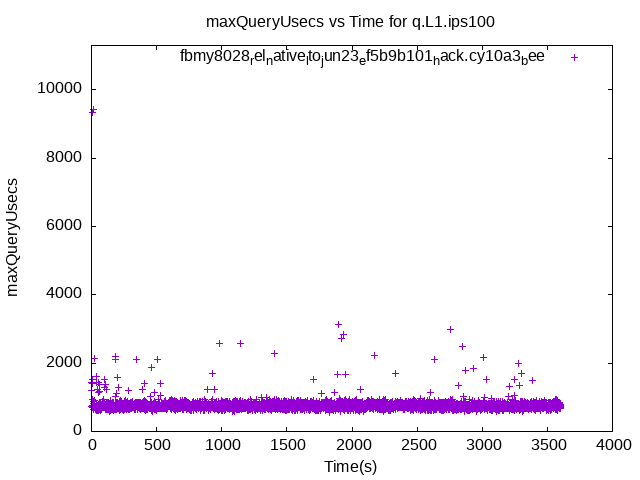 maxQueryUsecs vs Time for q.L1.ips100
fbmy8028relnativeltojun23ef5b9b101hack.cy10a3bee
10000
8000
6000
4000
2000
0
maxQueryUsecs
0 500 1000 1500 2000 2500 3000 3500 4000
Time(s)